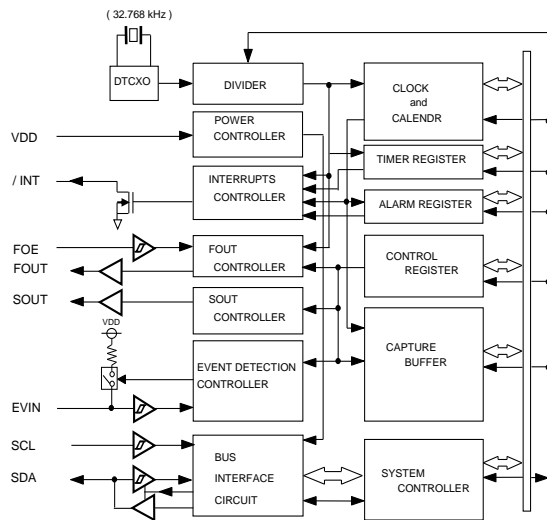 ( 32.768 kHz )
DTCXO
DIVIDER
CLOCK
and
CALENDR
POWER
CONTROLLER
VDD
TIMER REGISTER
/ INT
INTERRUPTS
CONTROLLER
ALARM REGISTER
FOE
FOUT
FOUT
CONTROLLER
CONTROL
REGISTER
SOUT
SOUT
CONTROLLER
VDD
CAPTURE
BUFFER
EVENT DETECTION
CONTROLLER
EVIN
SCL
SDA
BUS
INTERFACE
CIRCUIT
SYSTEM
CONTROLLER